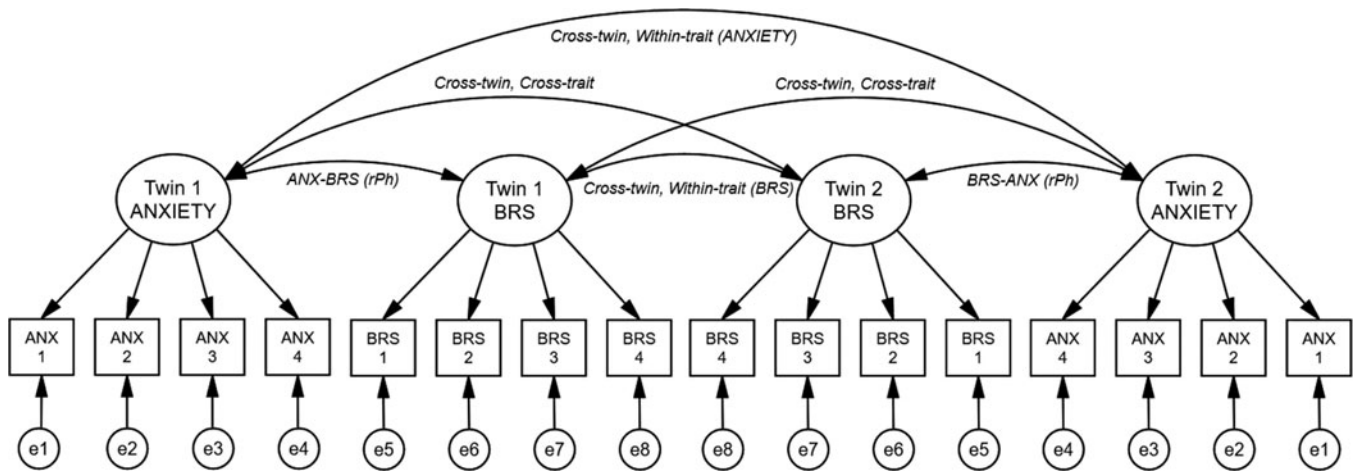 Cross-twin, Within-trait (ANXIETY)
Cross-twin, Cross-trait
Cross-twin, Cross-trait
Twin 1
ANXIETY
ANX-BRS (rPh)
Twin 1
BRS
Cross-twin, Within-trait (BRS)
Twin 2
BRS
BRS-ANX (rPh)
Twin 2
ANXIETY
ANX
1
ANX
2
ANX
3
ANX
4
BRS
1
BRS
2
BRS
3
BRS
4
BRS
4
BRS
3
BRS
2
BRS
1
ANX
4
ANX
3
ANX
2
ANX
1
e1
e2
e3
e4
e5
e6
e7
e8
e8
e7
e6
e5
e4
e3
e2
e1